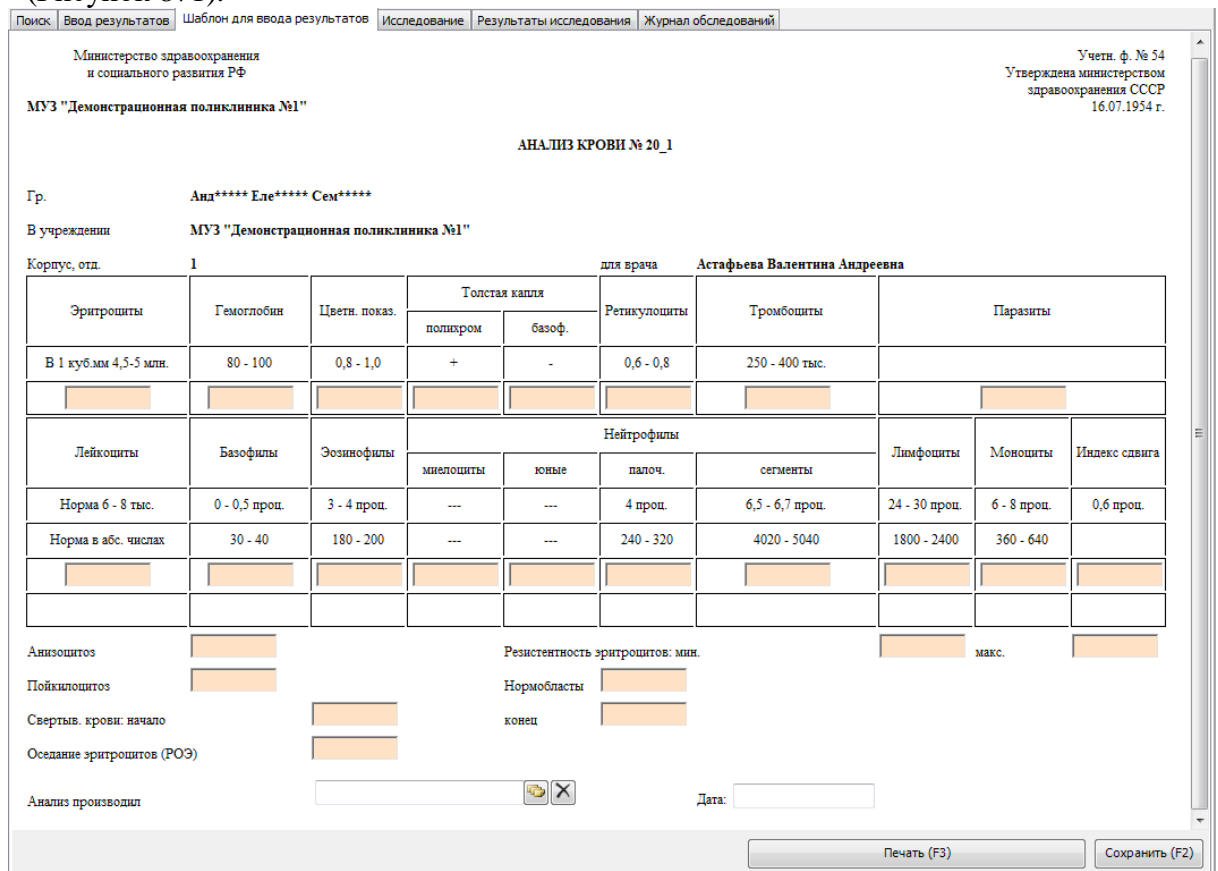 Поиск Ввод результатов Шаблон для ввода результатов Исследование Результаты исследования Журнал обследований
Министерство здравоохранения
и социального развития РФ
Учетн. ф. № 54
Утверждена министерством
здравоохранения СССР
16.07.1954 г.
МУЗ "Демонстрационная поликлиника №1"
АНАЛИЗ КРОВИ № 20_1
Гр. Анд***** Еле***** Сем*****
В учреждении МУЗ "Демонстрационная поликлиника №1"
Корпус, отд. 1 для врача Астафьева Валентина Андреевна
Эритроциты Гемоглобин Цветн. показ. Толстая капля Ретикулоциты Тромбоциты Паразиты
полихром базоф.
В 1 куб.мм 4,5-5 млн. 80 - 100 0,8 - 1,0 + - 0,6 - 0,8 250 - 400 тыс.
Лейкоциты Базофилы Эозинофилы Нейтрофилы Лимфоциты Моноциты Индекс сдвига
миелоциты юные палоч. сегменты
Норма 6 - 8 тыс. 0 - 0,5 проц. 3 - 4 проц. --- --- 4 проц. 6,5 - 6,7 проц. 24 - 30 проц. 6 - 8 проц. 0,6 проц.
Норма в абс. числах 30 - 40 180 - 200 --- --- 240 - 320 4020 - 5040 1800 - 2400 360 - 640
Анизоцитоз Резистентность эритроцитов: мин. макс.
Пойкилоцитоз Нормобласты
Свертыв. крови: начало конец
Оседание эритроцитов (РОЭ)
Анализ производил Дата:
Печать (F3) Сохранить (F2)